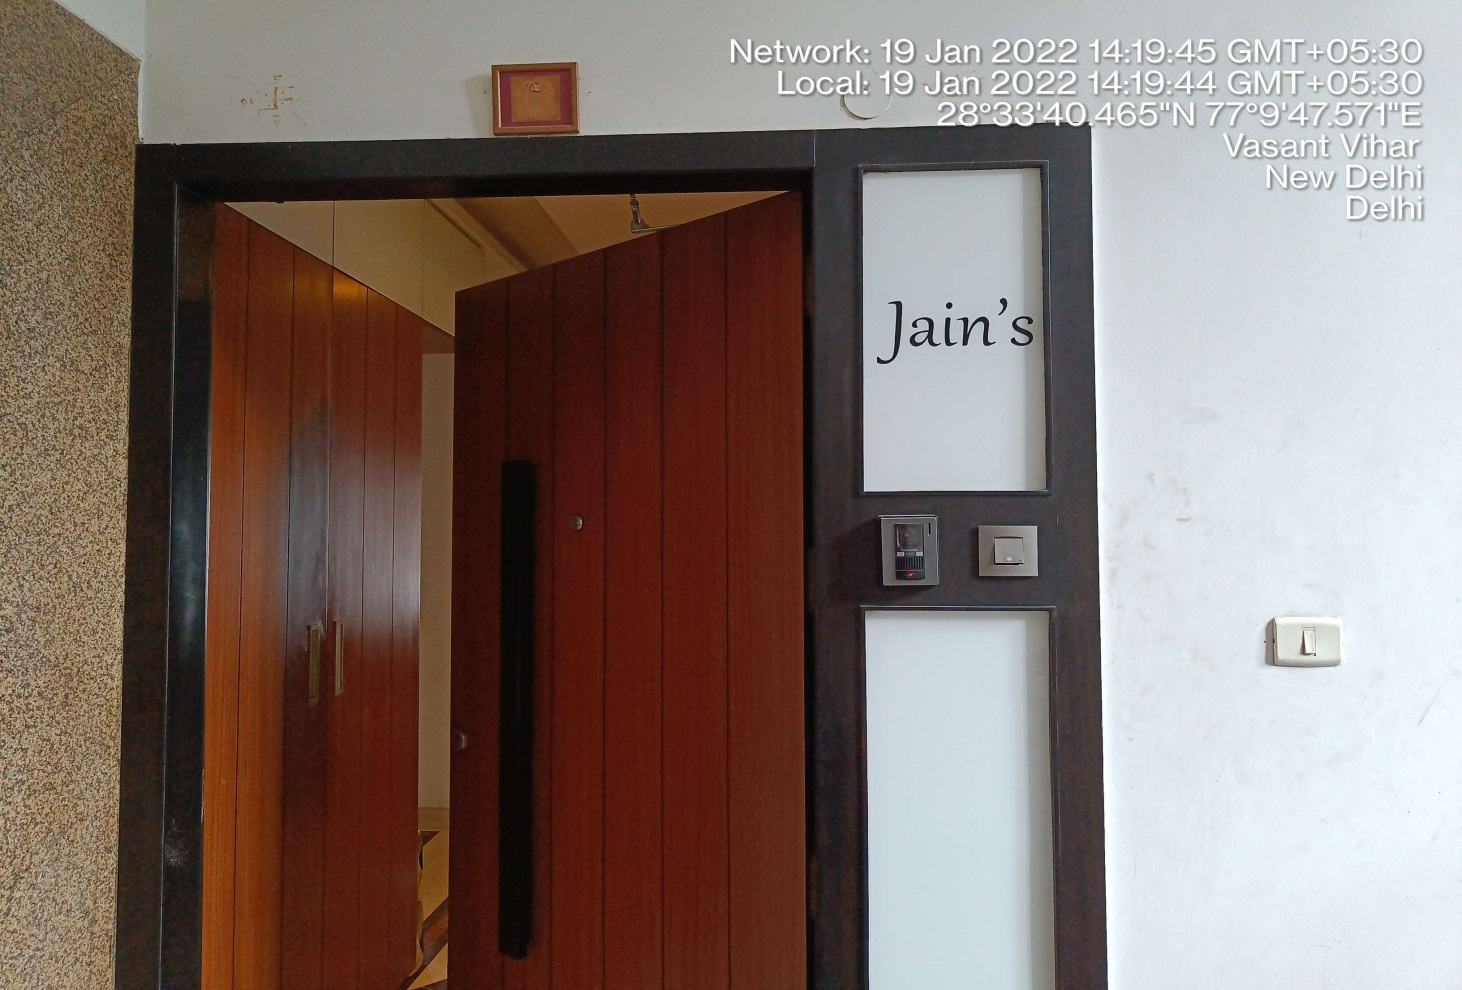 Network: 19 Jan 2022 14:19:45 GMT+05:30
Local: 19 Jan 2022 14:19:44 GMT+05:30
28°33'40.465"N 77°9'47.571"E
Vasant Vihar
New Delhi
Delhi
Jain's